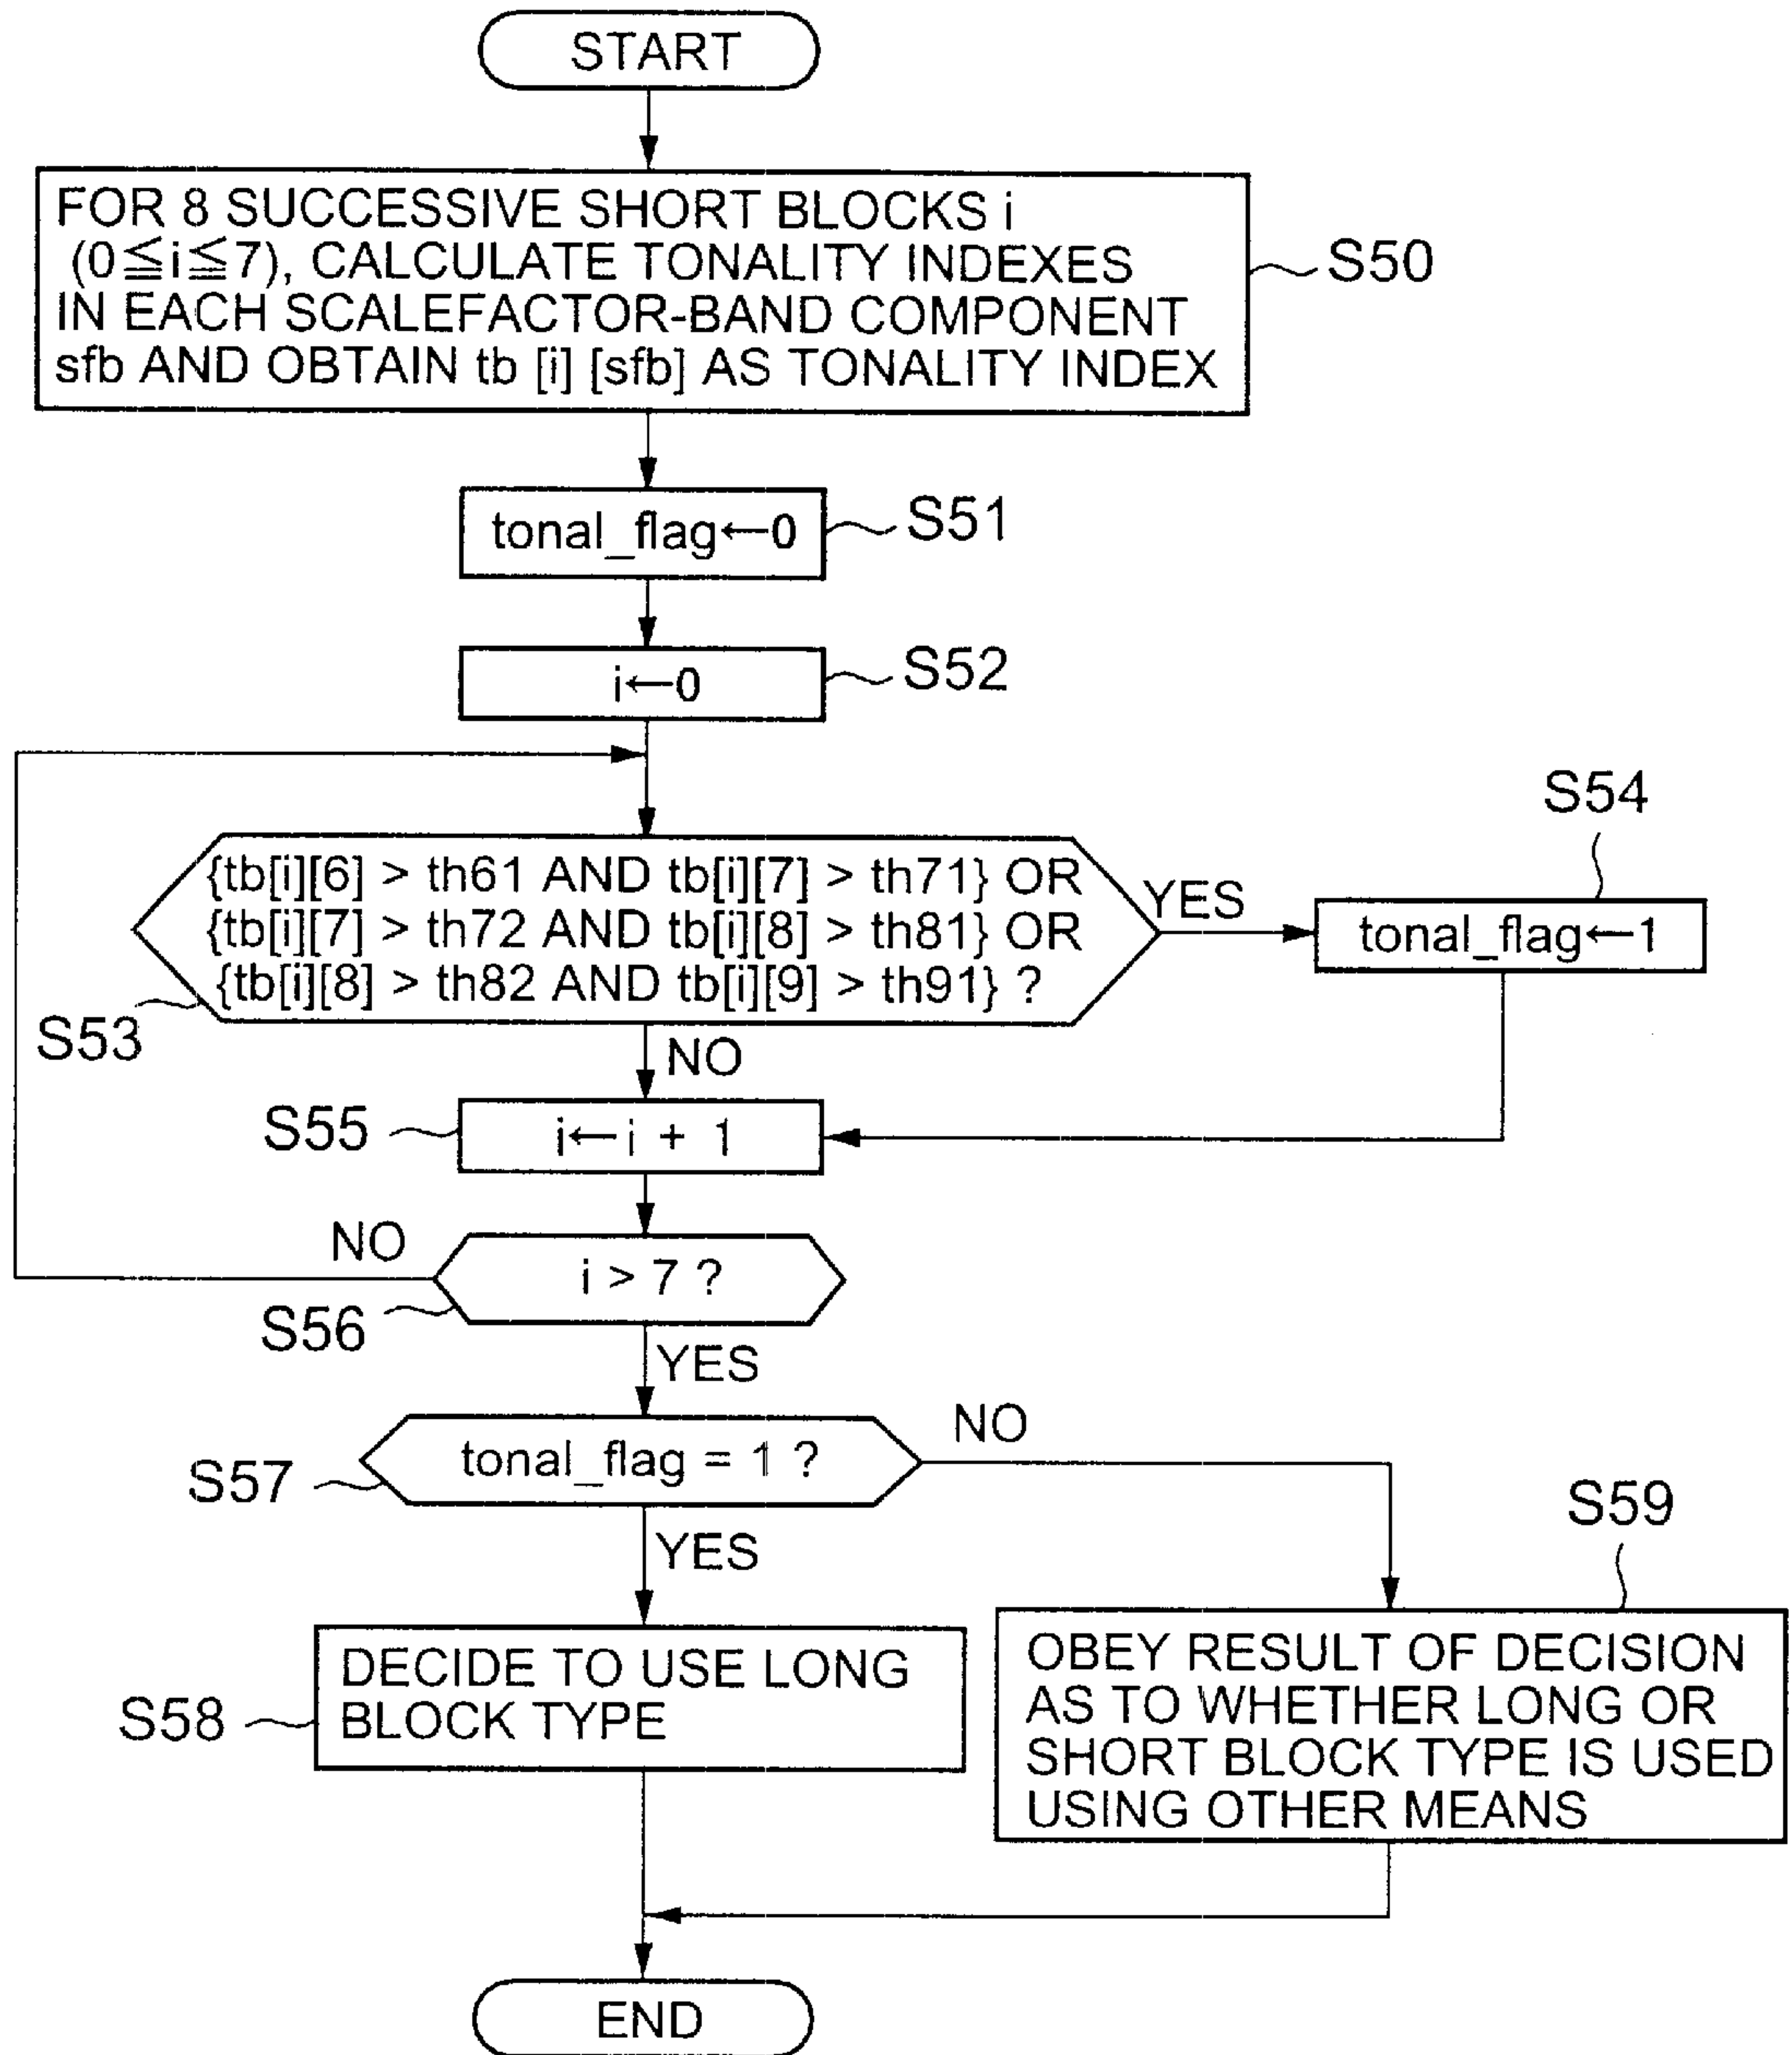 START
FOR 8 SUCCESSIVE SHORT BLOCKS i
(0≦i≦7), CALCULATE TONALITY INDEXES
IN EACH SCALEFACTOR-BAND COMPONENT
sfb AND OBTAIN tb [i] [sfb] AS TONALITY INDEX
S50
tonal_flag←0
S51
i←0
S52
{tb[i][6] > th61 AND tb[i][7] > th71} OR
{tb[i][7] > th72 AND tb[i][8] > th81} OR
{tb[i][8] > th82 AND tb[i][9] > th91} ?
S53
YES
S54
tonal_flag←1
NO
S55
i←i + 1
NO
i > 7 ?
S56
YES
tonal_flag = 1 ?
S57
NO
YES
S59
DECIDE TO USE LONG
BLOCK TYPE
S58
OBEY RESULT OF DECISION
AS TO WHETHER LONG OR
SHORT BLOCK TYPE IS USED
USING OTHER MEANS
END